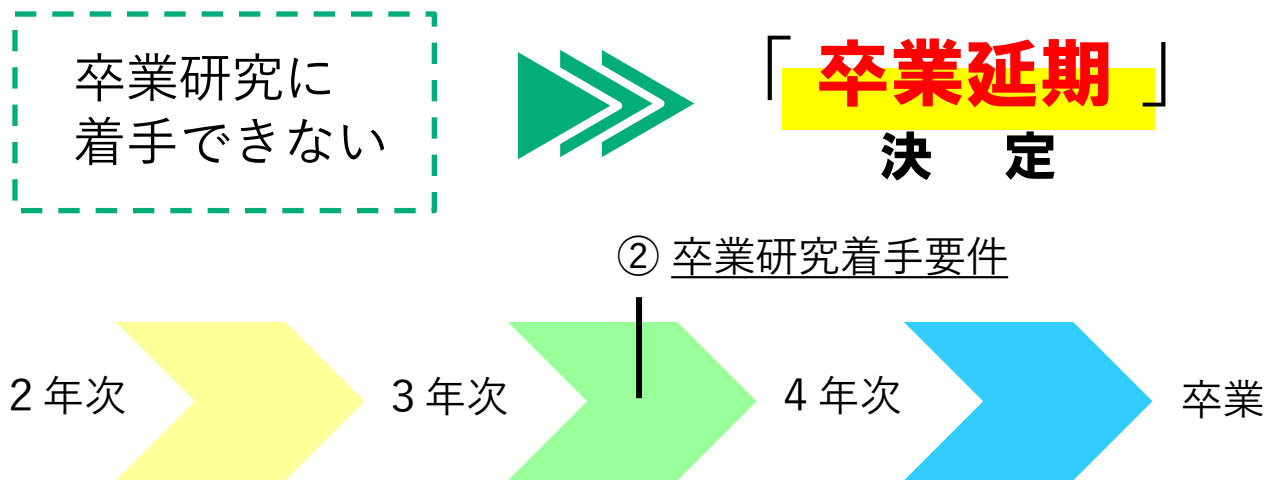 卒業研究に
着手できない
「卒業延期」
決 定
② 卒業研究着手要件
2 年次
3 年次
4 年次
卒業